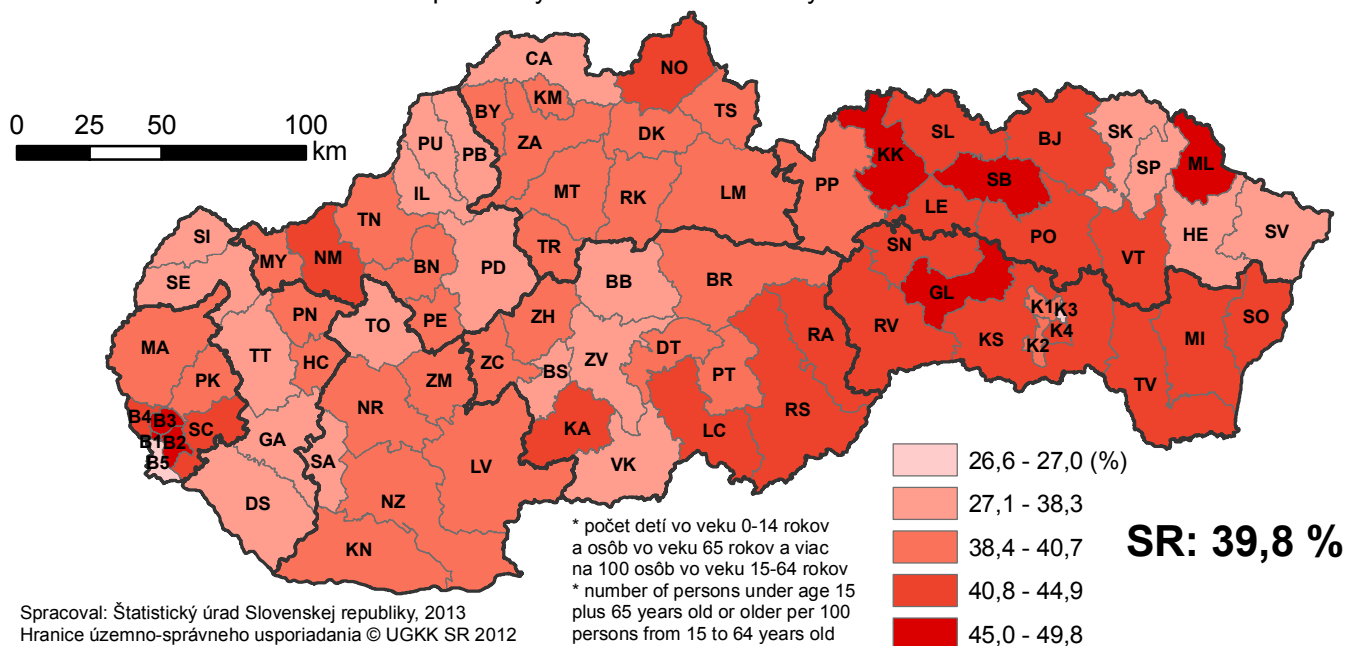 CA
NO
BY
KM
TS
0 25 50 100
km
PU
PB
ZA
DK
SL
BJ
SK
SP
ML
KK
IL
MT
RK
LM
PP
SB
TN
LE
HE
SV
SI
MY
NM
BN
PD
TR
BB
BR
SN
PO
VT
SE
GL
PN
TO
PE
ZH
RA
RV
K1
K3
KS
K4
K2
MI
SO
MA
TT
HC
ZM
ZC
BS
ZV
DT
PT
TV
PK
NR
RS
B4
B3
SC
KA
LC
B1
B2
GA
SA
LV
VK
B5
DS
NZ
KN
26,6 - 27,0 (%)
27,1 - 38,3
38,4 - 40,7
40,8 - 44,9
45,0 - 49,8
SR: 39,8 %
* počet detí vo veku 0-14 rokov
a osôb vo veku 65 rokov a viac
na 100 osôb vo veku 15-64 rokov
* number of persons under age 15
plus 65 years old or older per 100
persons from 15 to 64 years old
Spracoval: Štatistický úrad Slovenskej republiky, 2013
Hranice územno-správneho usporiadania © UGKK SR 2012